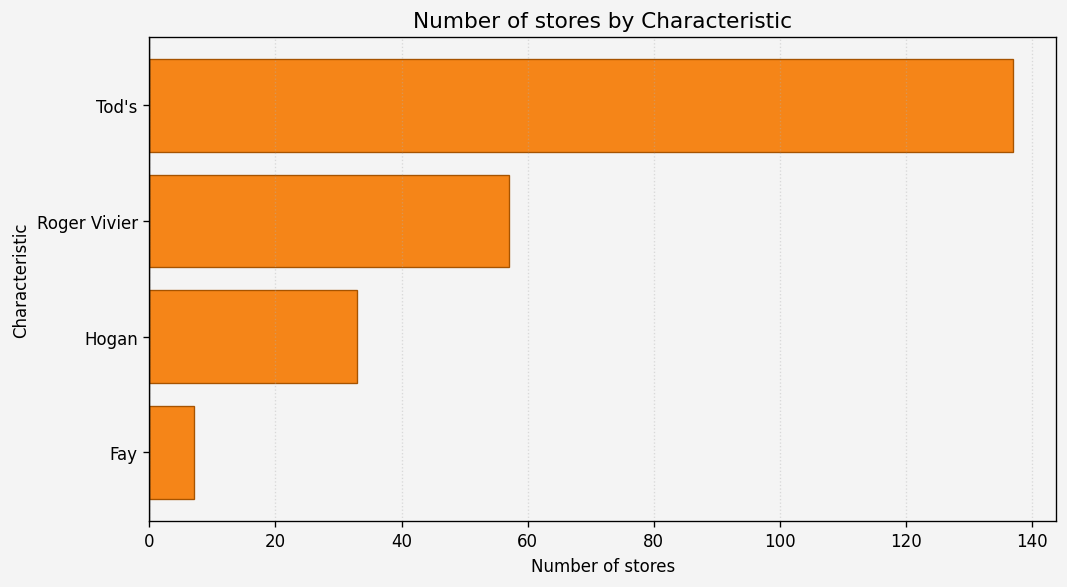 Number of stores by Characteristic
Characteristic
Tod's
Roger Vivier
Hogan
Fay
0 20 40 60 80 100 120 140
Number of stores